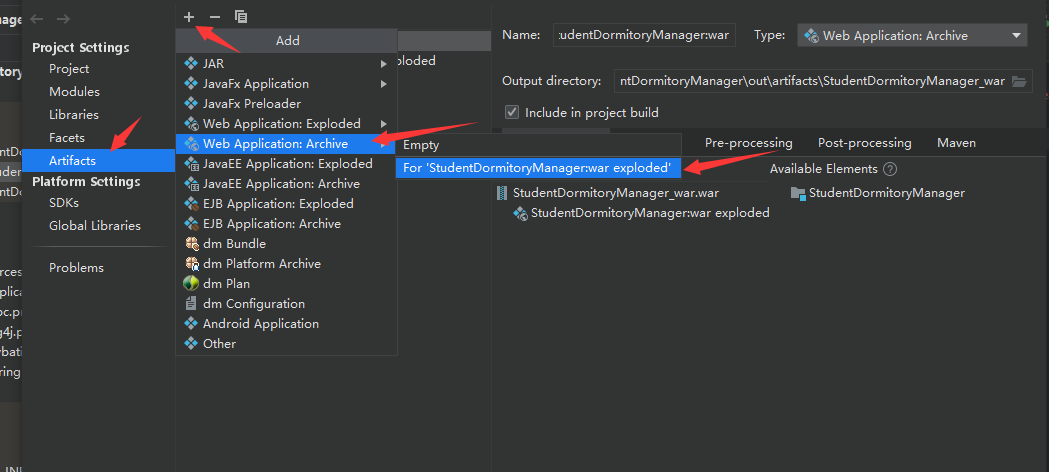 Project Settings
Project
Modules
Libraries
Facets
Artifacts
Platform Settings
SDKs
Global Libraries
Problems
Add
JAR
JavaFx Application
JavaFx Preloader
Web Application: Exploded
Web Application: Archive
JavaEE Application: Exploded
JavaEE Application: Archive
EJB Application: Exploded
EJB Application: Archive
dm Bundle
dm Platform Archive
dm Plan
dm Configuration
Android Application
Other
Empty
For 'StudentDormitoryManager:war exploded'
Name: udentDormitoryManager:war Type: Web Application: Archive
Output directory: ntDormitoryManager\out\artifacts\StudentDormitoryManager_war
Include in project build
Pre-processing Post-processing Maven
Available Elements ?
StudentDormitoryManager_war.war StudentDormitoryManager
StudentDormitoryManager:war exploded